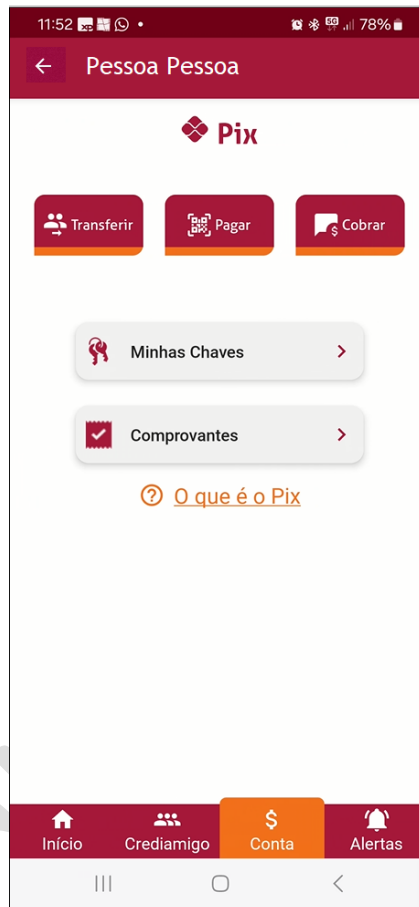 11:52 78%
Pessoa Pessoa
Pix
Transferir Pagar Cobrar
Minhas Chaves
Comprovantes
O que é o Pix
Início Crediamigo Conta Alertas